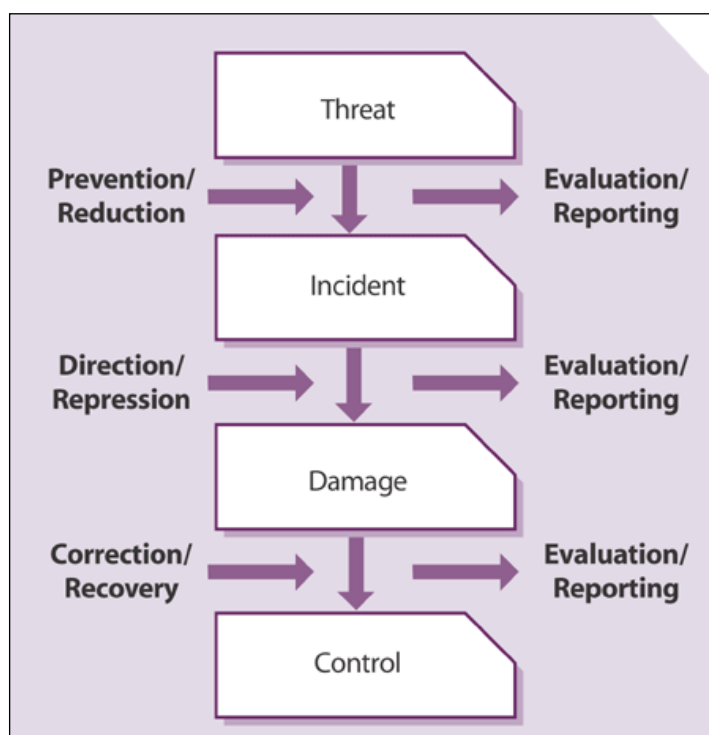 Threat
Prevention/
Reduction
Evaluation/
Reporting
Incident
Direction/
Repression
Evaluation/
Reporting
Damage
Correction/
Recovery
Evaluation/
Reporting
Control